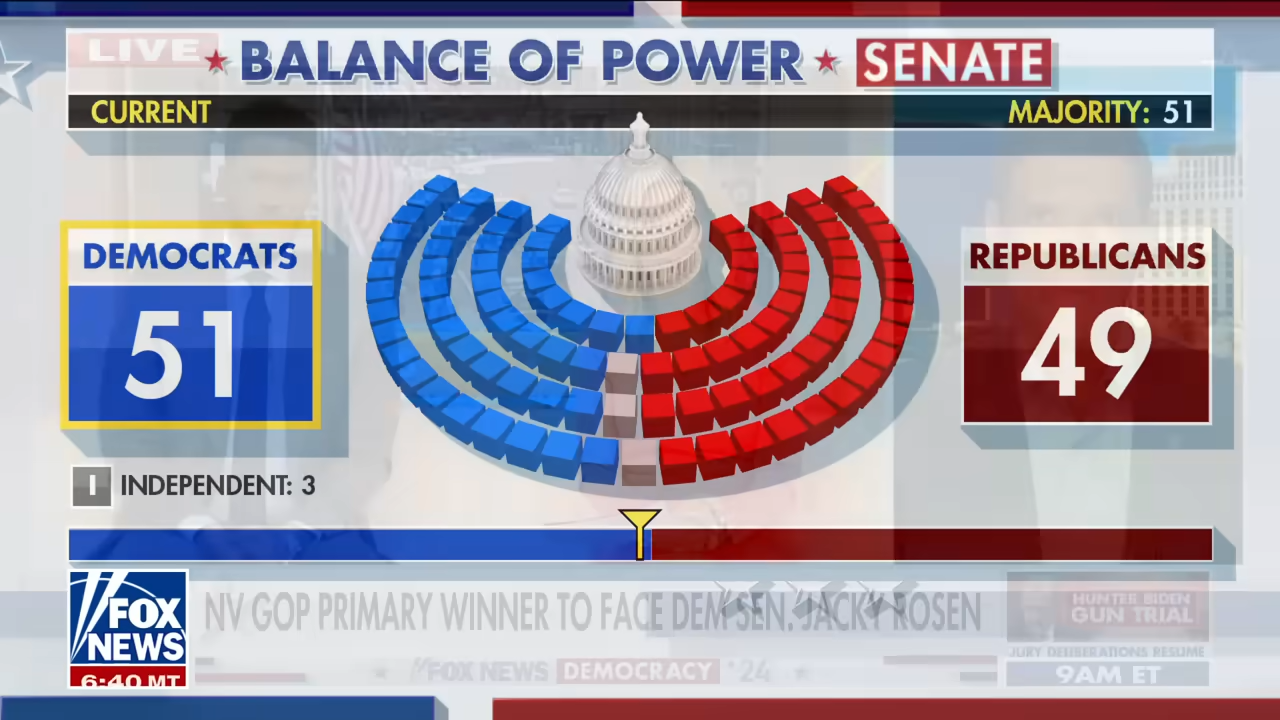 LIVE
BALANCE OF POWER SENATE
CURRENT
MAJORITY: 51
DEMOCRATS
51
REPUBLICANS
49
I INDEPENDENT: 3
FOX
NEWS
6:40 MT
NV GOP PRIMARY WINNER TO FACE DEM SEN. JACKY ROSEN
FOX NEWS DEMOCRACY '24
HUNTER BIDEN
GUN TRIAL
JURY DELIBERATIONS RESUME
9AM ET